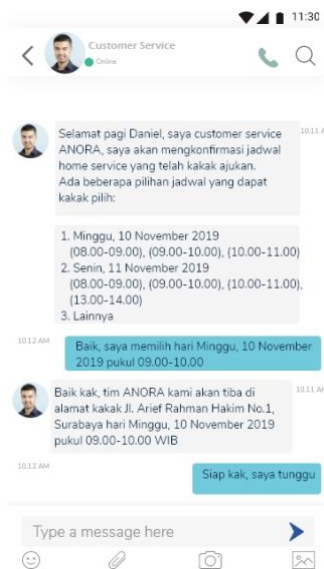 11:30
Customer Service
Online
Selamat pagi Daniel, saya customer service
ANORA, saya akan mengkonfirmasi jadwal
home service yang telah kakak ajukan.
Ada beberapa pilihan jadwal yang dapat
kakak pilih:
10.11 A
1. Minggu, 10 November 2019
(08.00-09.00), (09.00-10.00), (10.00-11.00)
2. Senin, 11 November 2019
(08.00-09.00), (09.00-10.00), (10.00-11.00),
(13.00-14.00)
3. Lainnya
10.12 AM
Baik, saya memilih hari Minggu, 10 November
2019 pukul 09.00-10.00
Baik kak, tim ANORA kami akan tiba di
alamat kakak Jl. Arief Rahman Hakim No.1,
Surabaya hari Minggu, 10 November 2019
pukul 09.00-10.00 WIB
10.11 AM
10.12 AM
Siap kak, saya tunggu
Type a message here